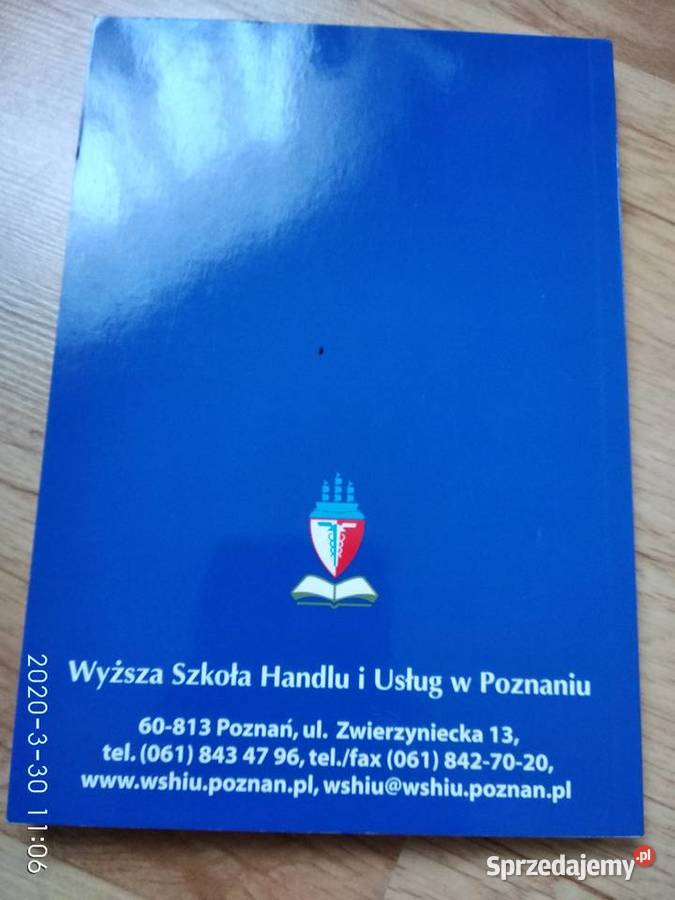 Wyższa Szkoła Handlu i Usług w Poznaniu
60-813 Poznań, ul. Zwierzyniecka 13,
tel. (061) 843 47 96, tel./fax (061) 842-70-20,
www.wshiu.poznan.pl, wshiu@wshiu.poznan.pl
2020-3-30 11:06
Sprzedajemy.pl